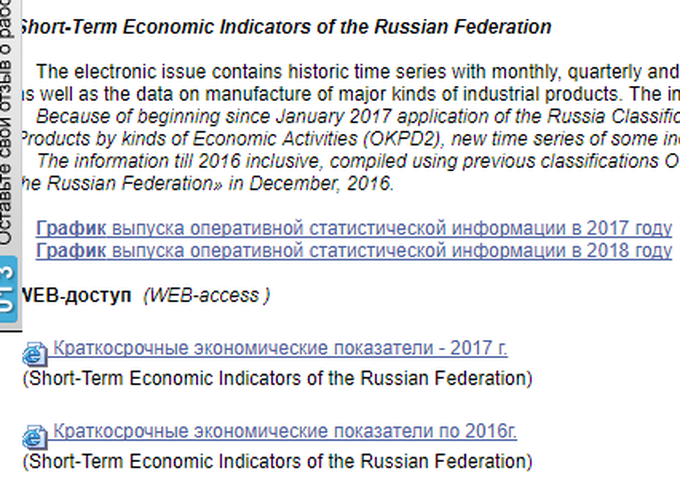 Short-Term Economic Indicators of the Russian Federation
The electronic issue contains historic time series with monthly, quarterly and
as well as the data on manufacture of major kinds of industrial products. The in
Because of beginning since January 2017 application of the Russia Classific
Products by kinds of Economic Activities (OKPD2), new time series of some in
The information till 2016 inclusive, compiled using previous classifications O
the Russian Federation» in December, 2016.
График выпуска оперативной статистической информации в 2017 году
График выпуска оперативной статистической информации в 2018 году
WEB-доступ (WEB-access )
Краткосрочные экономические показатели - 2017 г.
(Short-Term Economic Indicators of the Russian Federation)
Краткосрочные экономические показатели по 2016г.
(Short-Term Economic Indicators of the Russian Federation)
Оставьте свой отзыв о рабо